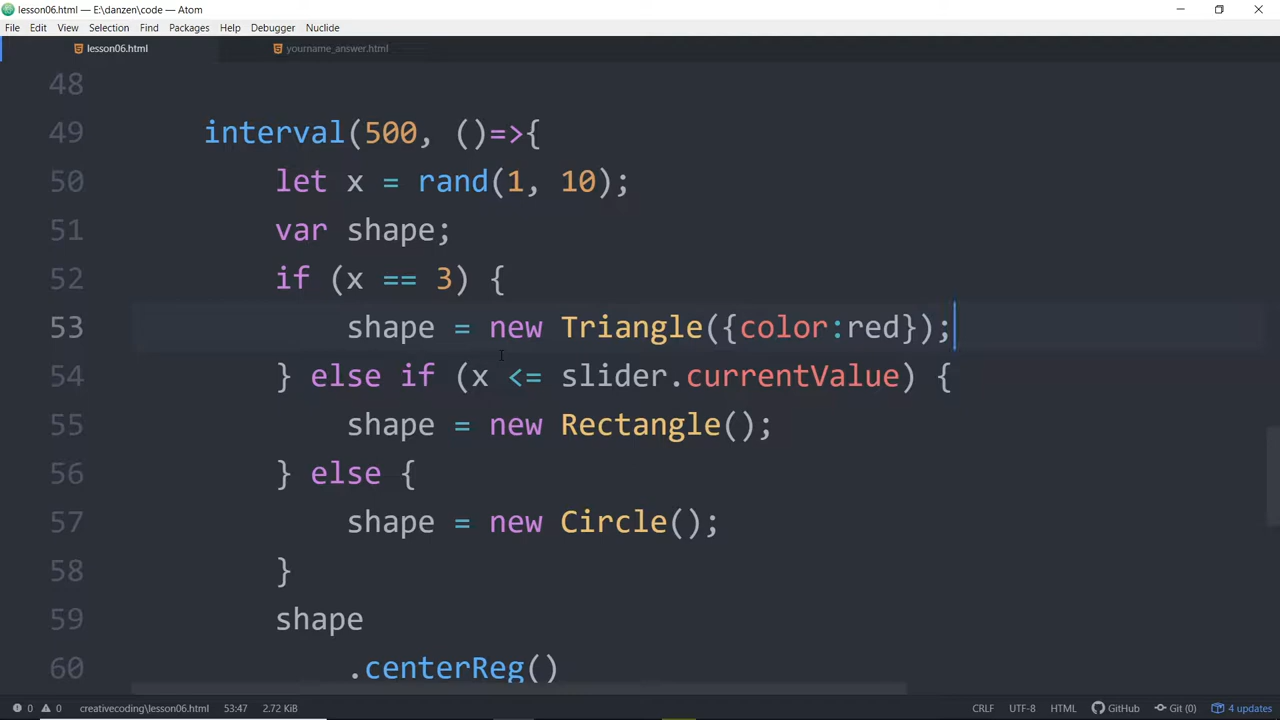 lesson06.html — E:\danzen\code — Atom
File Edit View Selection Find Packages Help Debugger Nuclide
lesson06.html yourname_answer.html
48
49 interval(500, ()=>{
50 let x = rand(1, 10);
51 var shape;
52 if (x == 3) {
53 shape = new Triangle({color:red});
54 } else if (x <= slider.currentValue) {
55 shape = new Rectangle();
56 } else {
57 shape = new Circle();
58 }
59 shape
60 .centerReg()
0 0 creativecoding\lesson06.html 53:47 2.72 KiB CRLF UTF-8 HTML GitHub Git (0) 4 updates